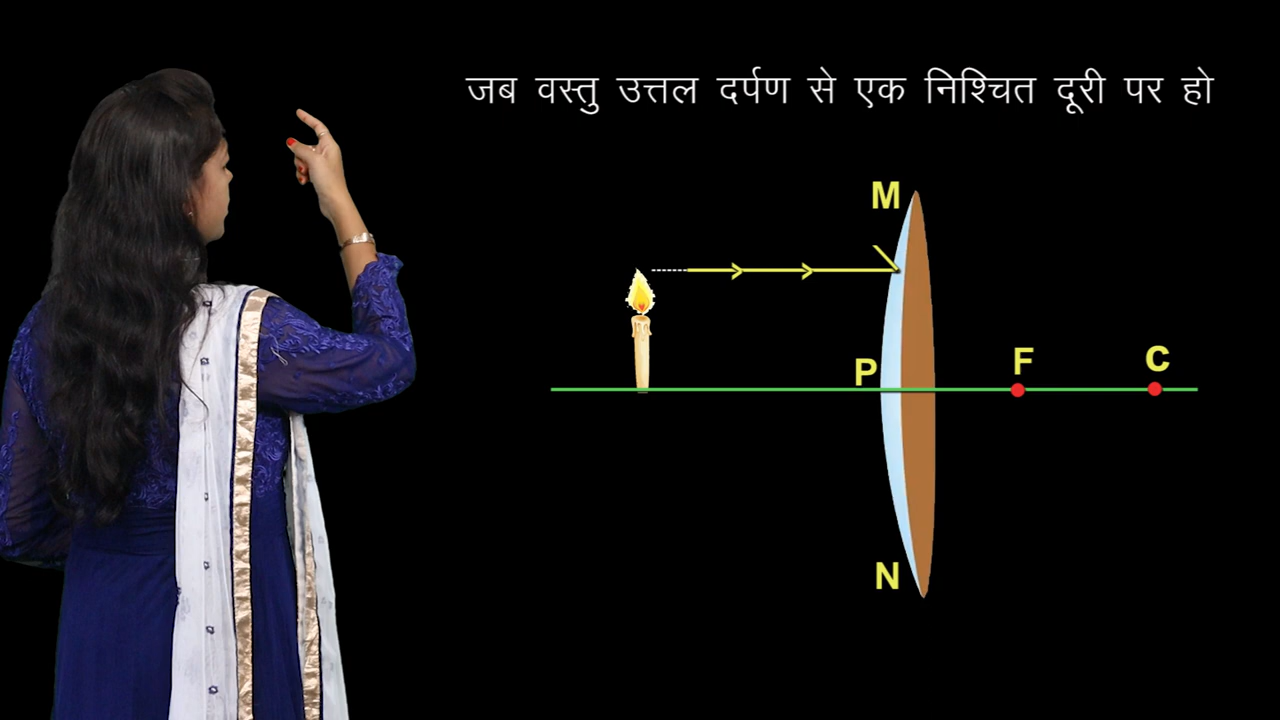 जब वस्तु उत्तल दर्पण से एक निश्चित दूरी पर हो
M
P
F
C
N